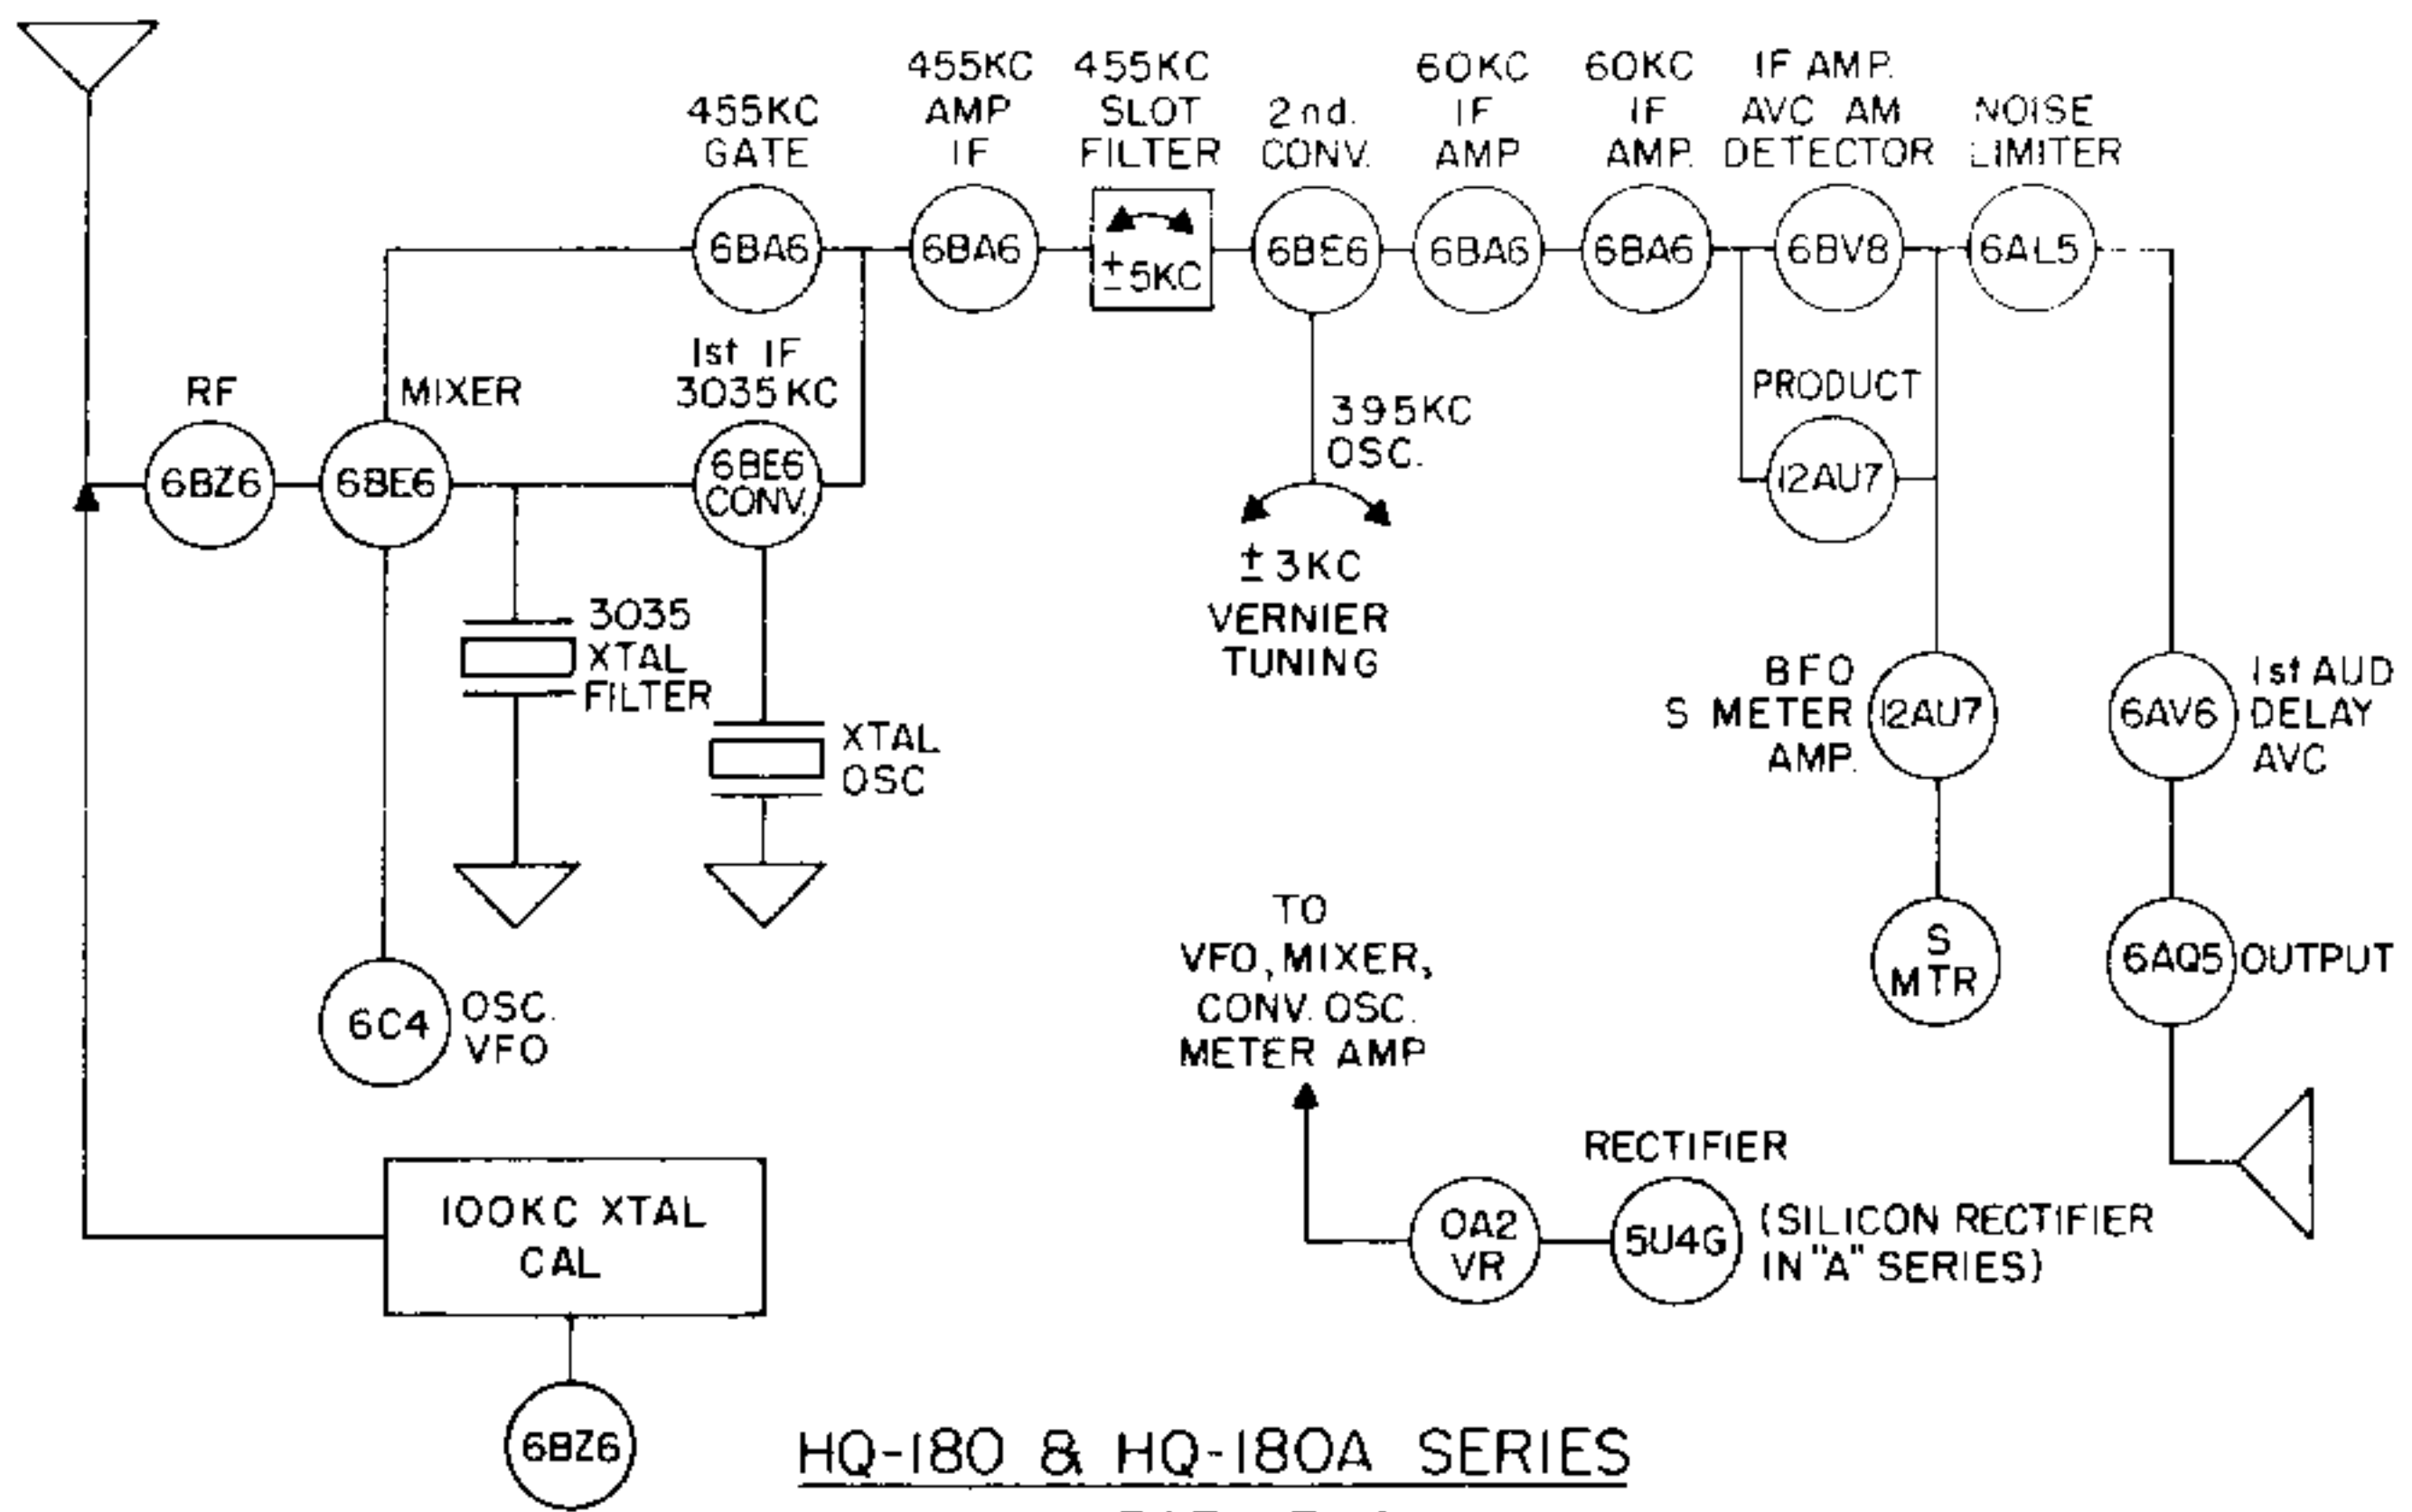 455KC
GATE
455KC
AMP
IF
455KC
SLOT
FILTER
2nd.
CONV.
60KC
IF
AMP
60KC
IF
AMP.
IF AMP.
AVC AM
DETECTOR
NOISE
LIMITER
6BA6
6BA6
±5KC
6BE6
6BA6
6BA6
6BV8
6AL5
RF
MIXER
1st IF
3035KC
6BZ6
6BE6
6BE6
CONV.
395KC
OSC.
±3KC
VERNIER
TUNING
PRODUCT
12AU7
3035
XTAL
FILTER
XTAL
OSC
BFO
S METER
AMP.
12AU7
6AV6
1st AUD
DELAY
AVC
6C4
OSC.
VFO
TO
VFO, MIXER,
CONV. OSC.
METER AMP
S
MTR
6AQ5
OUTPUT
100KC XTAL
CAL
6BZ6
RECTIFIER
0A2
VR
5U4G
(SILICON RECTIFIER
IN "A" SERIES)
HQ-180 & HQ-180A SERIES